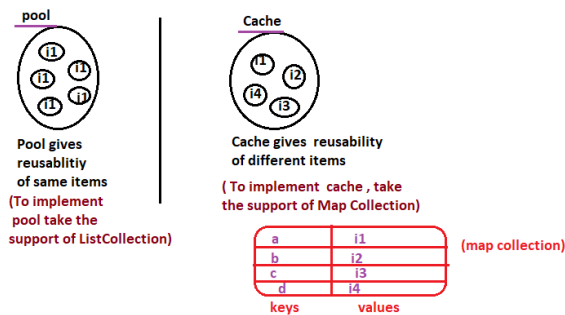 pool
i1
i1
i1
i1
i1
Pool gives
reusablitiy
of same items
(To implement
pool take the
support of ListCollection)
Cache
i1
i2
i4
i3
Cache gives reusability
of different items
( To implement cache , take
the support of Map Collection)
a i1
b i2
c i3
d i4
keys values
(map collection)